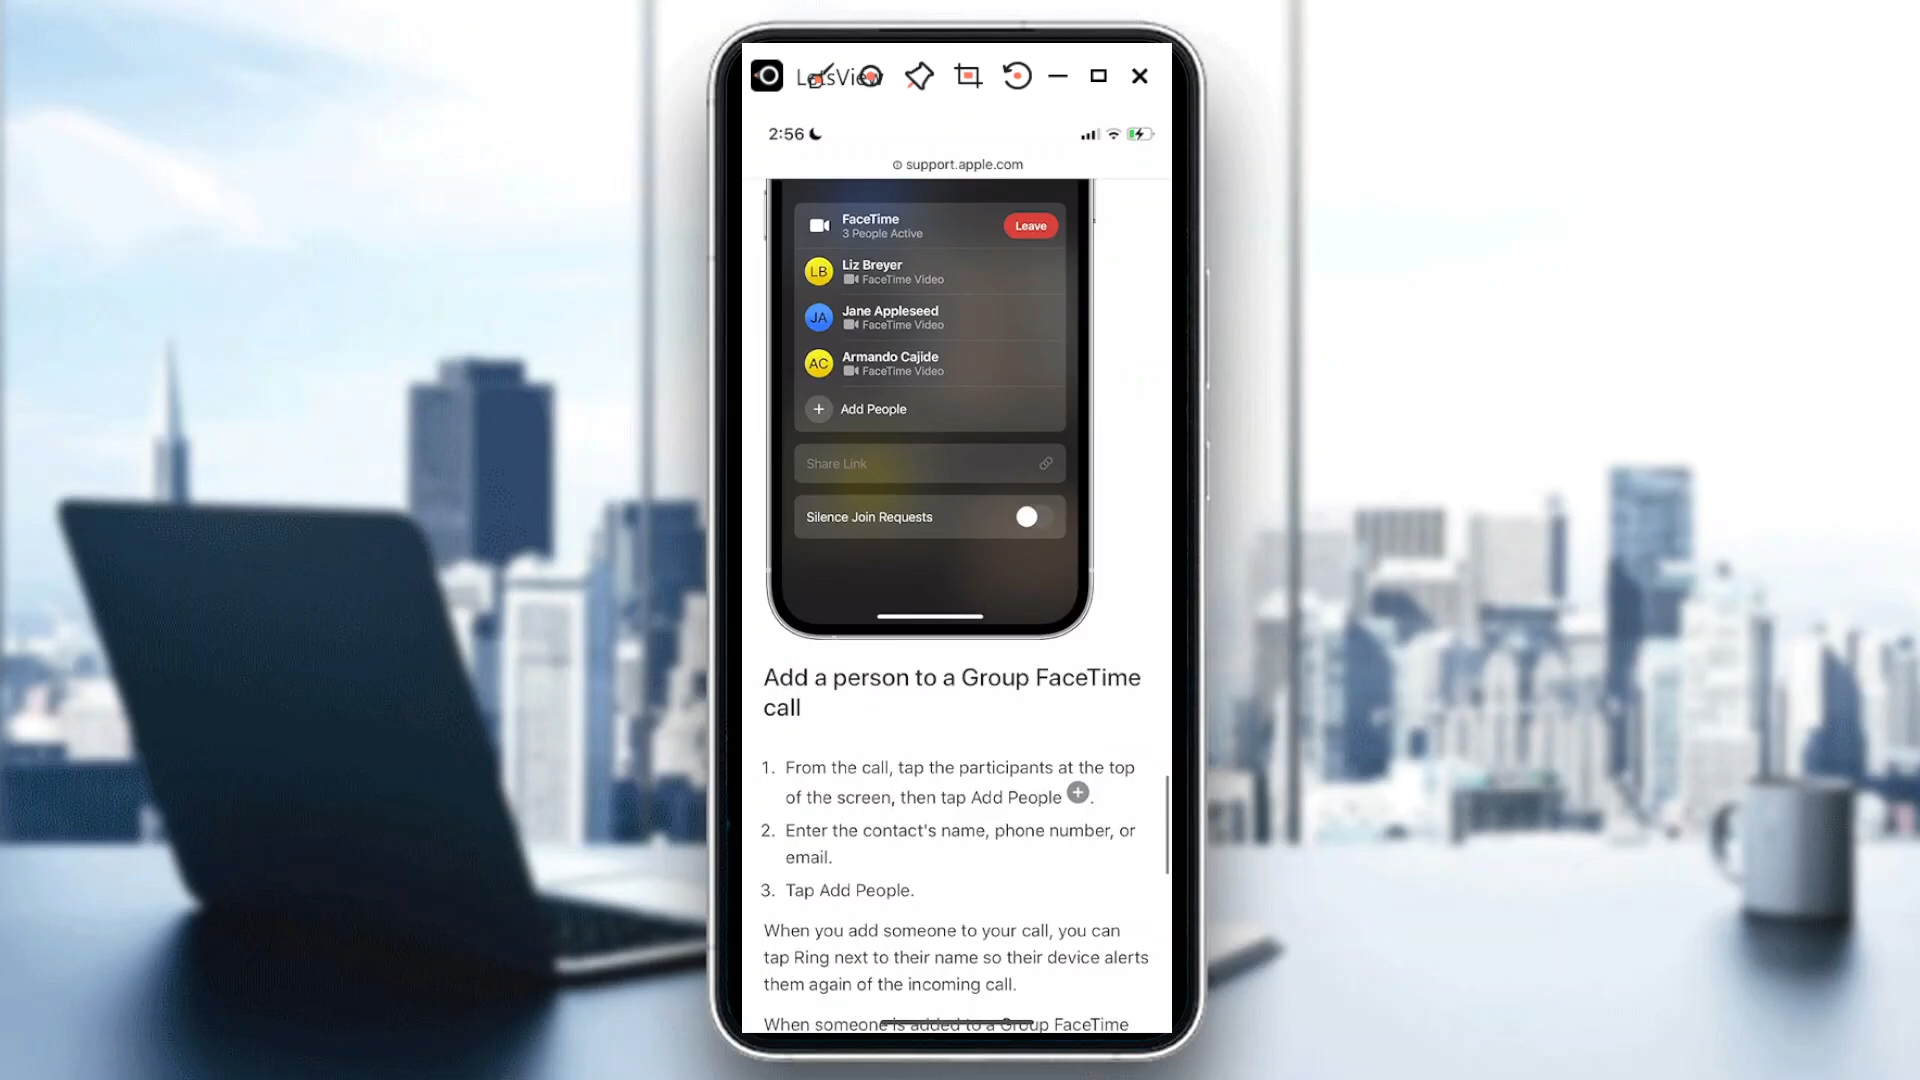 LetsView
2:56
support.apple.com
FaceTime
3 People Active
Leave
LB
Liz Breyer
FaceTime Video
JA
Jane Appleseed
FaceTime Video
AC
Armando Cajide
FaceTime Video
+ Add People
Share Link
Silence Join Requests
Add a person to a Group FaceTime
call
1. From the call, tap the participants at the top
of the screen, then tap Add People +.
2. Enter the contact's name, phone number, or
email.
3. Tap Add People.
When you add someone to your call, you can
tap Ring next to their name so their device alerts
them again of the incoming call.
When someone is added to a Group FaceTime